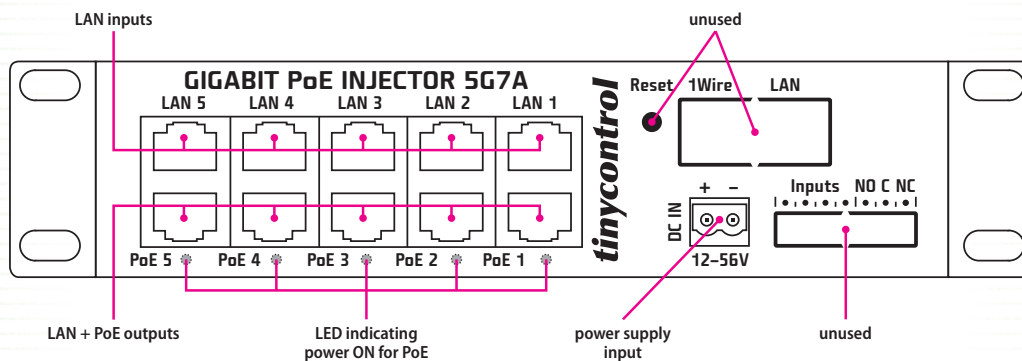 LAN inputs
unused
GIGABIT PoE INJECTOR 5G7A
LAN 5 LAN 4 LAN 3 LAN 2 LAN 1
Reset 1Wire LAN
tinycontrol
+ −
Inputs NO C NC
DC IN
12–56V
PoE 5 PoE 4 PoE 3 PoE 2 PoE 1
LAN + PoE outputs
LED indicating
power ON for PoE
power supply
input
unused